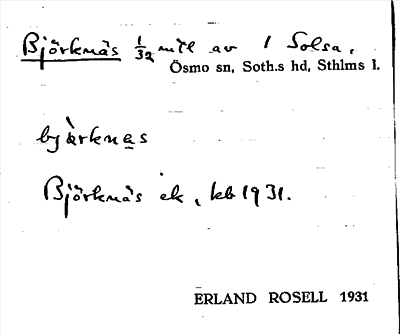 Björknäs 1/32 mtl av 1 Solsa.
Ösmo sn, Soth.s hd, Sthlms l.
Björknäs ek, kb 1931.
ERLAND ROSELL 1931